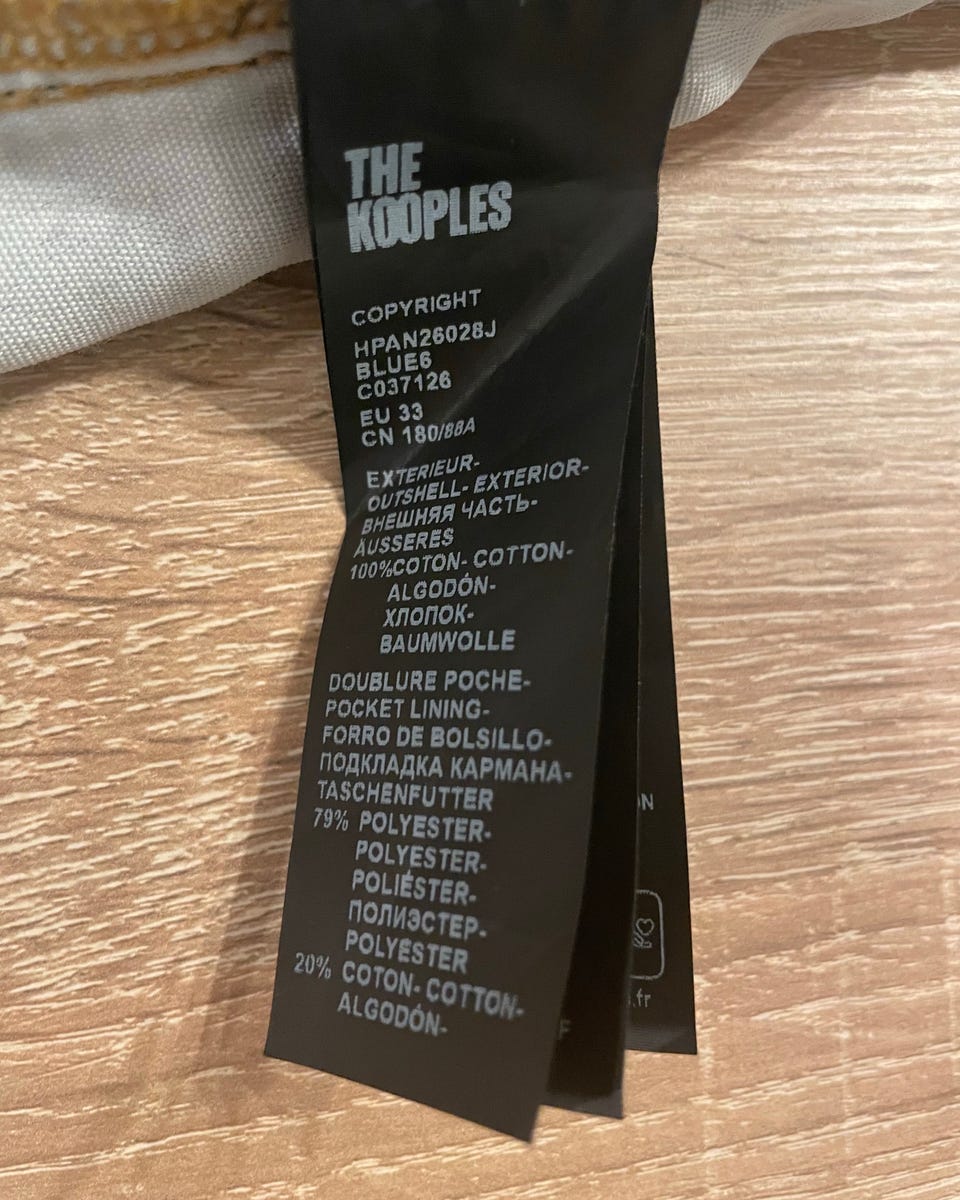 THE
KOOPLES
COPYRIGHT
HPAN26028J
BLUE6
C037126
EU 33
CN 180/88A
EXTERIEUR-
OUTSHELL- EXTERIOR-
ВНЕШНЯЯ ЧАСТЬ-
ÄUSSERES
100%COTON- COTTON-
ALGODÓN-
ХЛОПОК-
BAUMWOLLE
DOUBLURE POCHE-
POCKET LINING-
FORRO DE BOLSILLO-
ПОДКЛАДКА КАРМАНА-
TASCHENFUTTER
79% POLYESTER-
POLYESTER-
POLIÉSTER-
ПОЛИЭСТЕР-
POLYESTER
20% COTON- COTTON-
ALGODÓN-
.fr